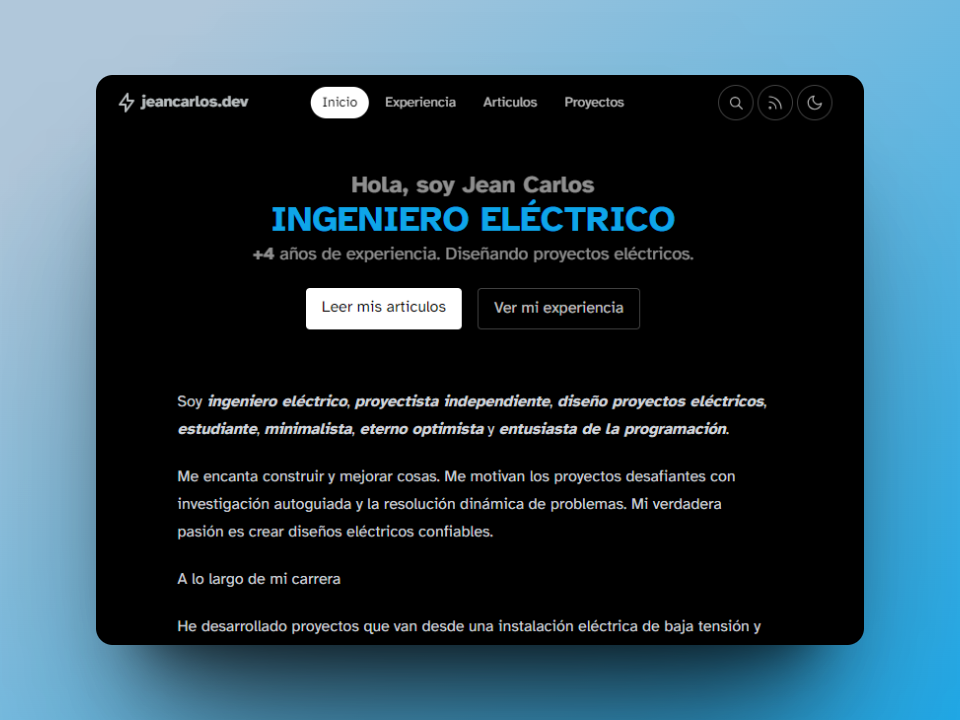 jeancarlos.dev
Inicio Experiencia Articulos Proyectos
Hola, soy Jean Carlos
INGENIERO ELÉCTRICO
+4 años de experiencia. Diseñando proyectos eléctricos.
Leer mis articulos Ver mi experiencia
Soy ingeniero eléctrico, proyectista independiente, diseño proyectos eléctricos,
estudiante, minimalista, eterno optimista y entusiasta de la programación.
Me encanta construir y mejorar cosas. Me motivan los proyectos desafiantes con
investigación autoguiada y la resolución dinámica de problemas. Mi verdadera
pasión es crear diseños eléctricos confiables.
A lo largo de mi carrera
He desarrollado proyectos que van desde una instalación eléctrica de baja tensión y